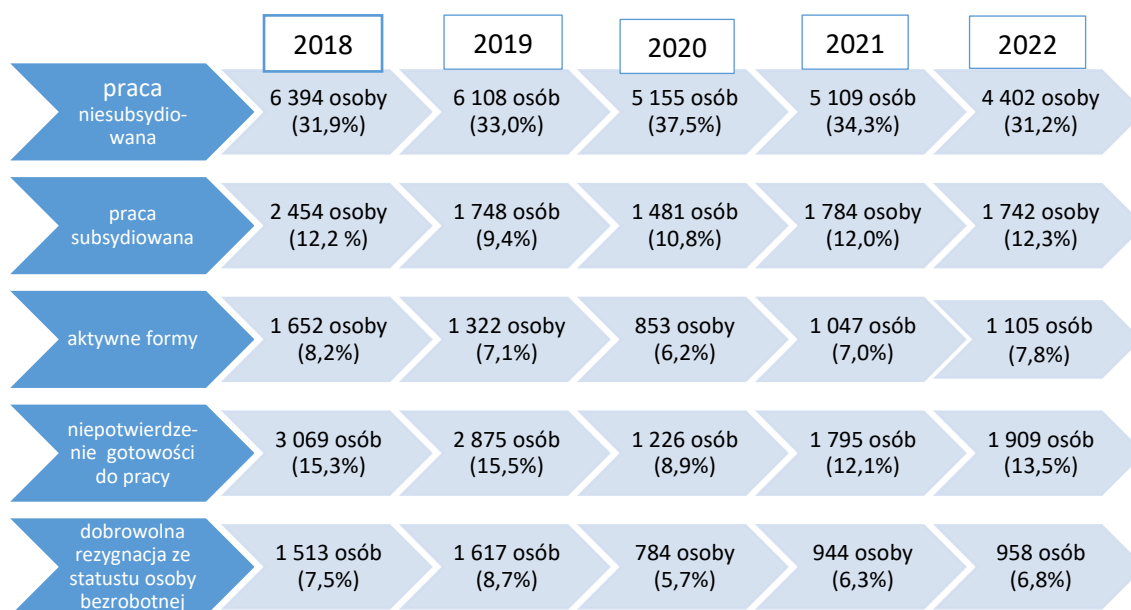 2018 2019 2020 2021 2022
praca
niesubsydio-
wana
6 394 osoby
(31,9%)
6 108 osób
(33,0%)
5 155 osób
(37,5%)
5 109 osób
(34,3%)
4 402 osoby
(31,2%)
praca
subsydiowana
2 454 osoby
(12,2 %)
1 748 osób
(9,4%)
1 481 osób
(10,8%)
1 784 osoby
(12,0%)
1 742 osoby
(12,3%)
aktywne formy
1 652 osoby
(8,2%)
1 322 osoby
(7,1%)
853 osoby
(6,2%)
1 047 osób
(7,0%)
1 105 osób
(7,8%)
niepotwierdze-
nie gotowości
do pracy
3 069 osób
(15,3%)
2 875 osób
(15,5%)
1 226 osób
(8,9%)
1 795 osób
(12,1%)
1 909 osób
(13,5%)
dobrowolna
rezygnacja ze
statustu osoby
bezrobotnej
1 513 osób
(7,5%)
1 617 osób
(8,7%)
784 osoby
(5,7%)
944 osoby
(6,3%)
958 osób
(6,8%)